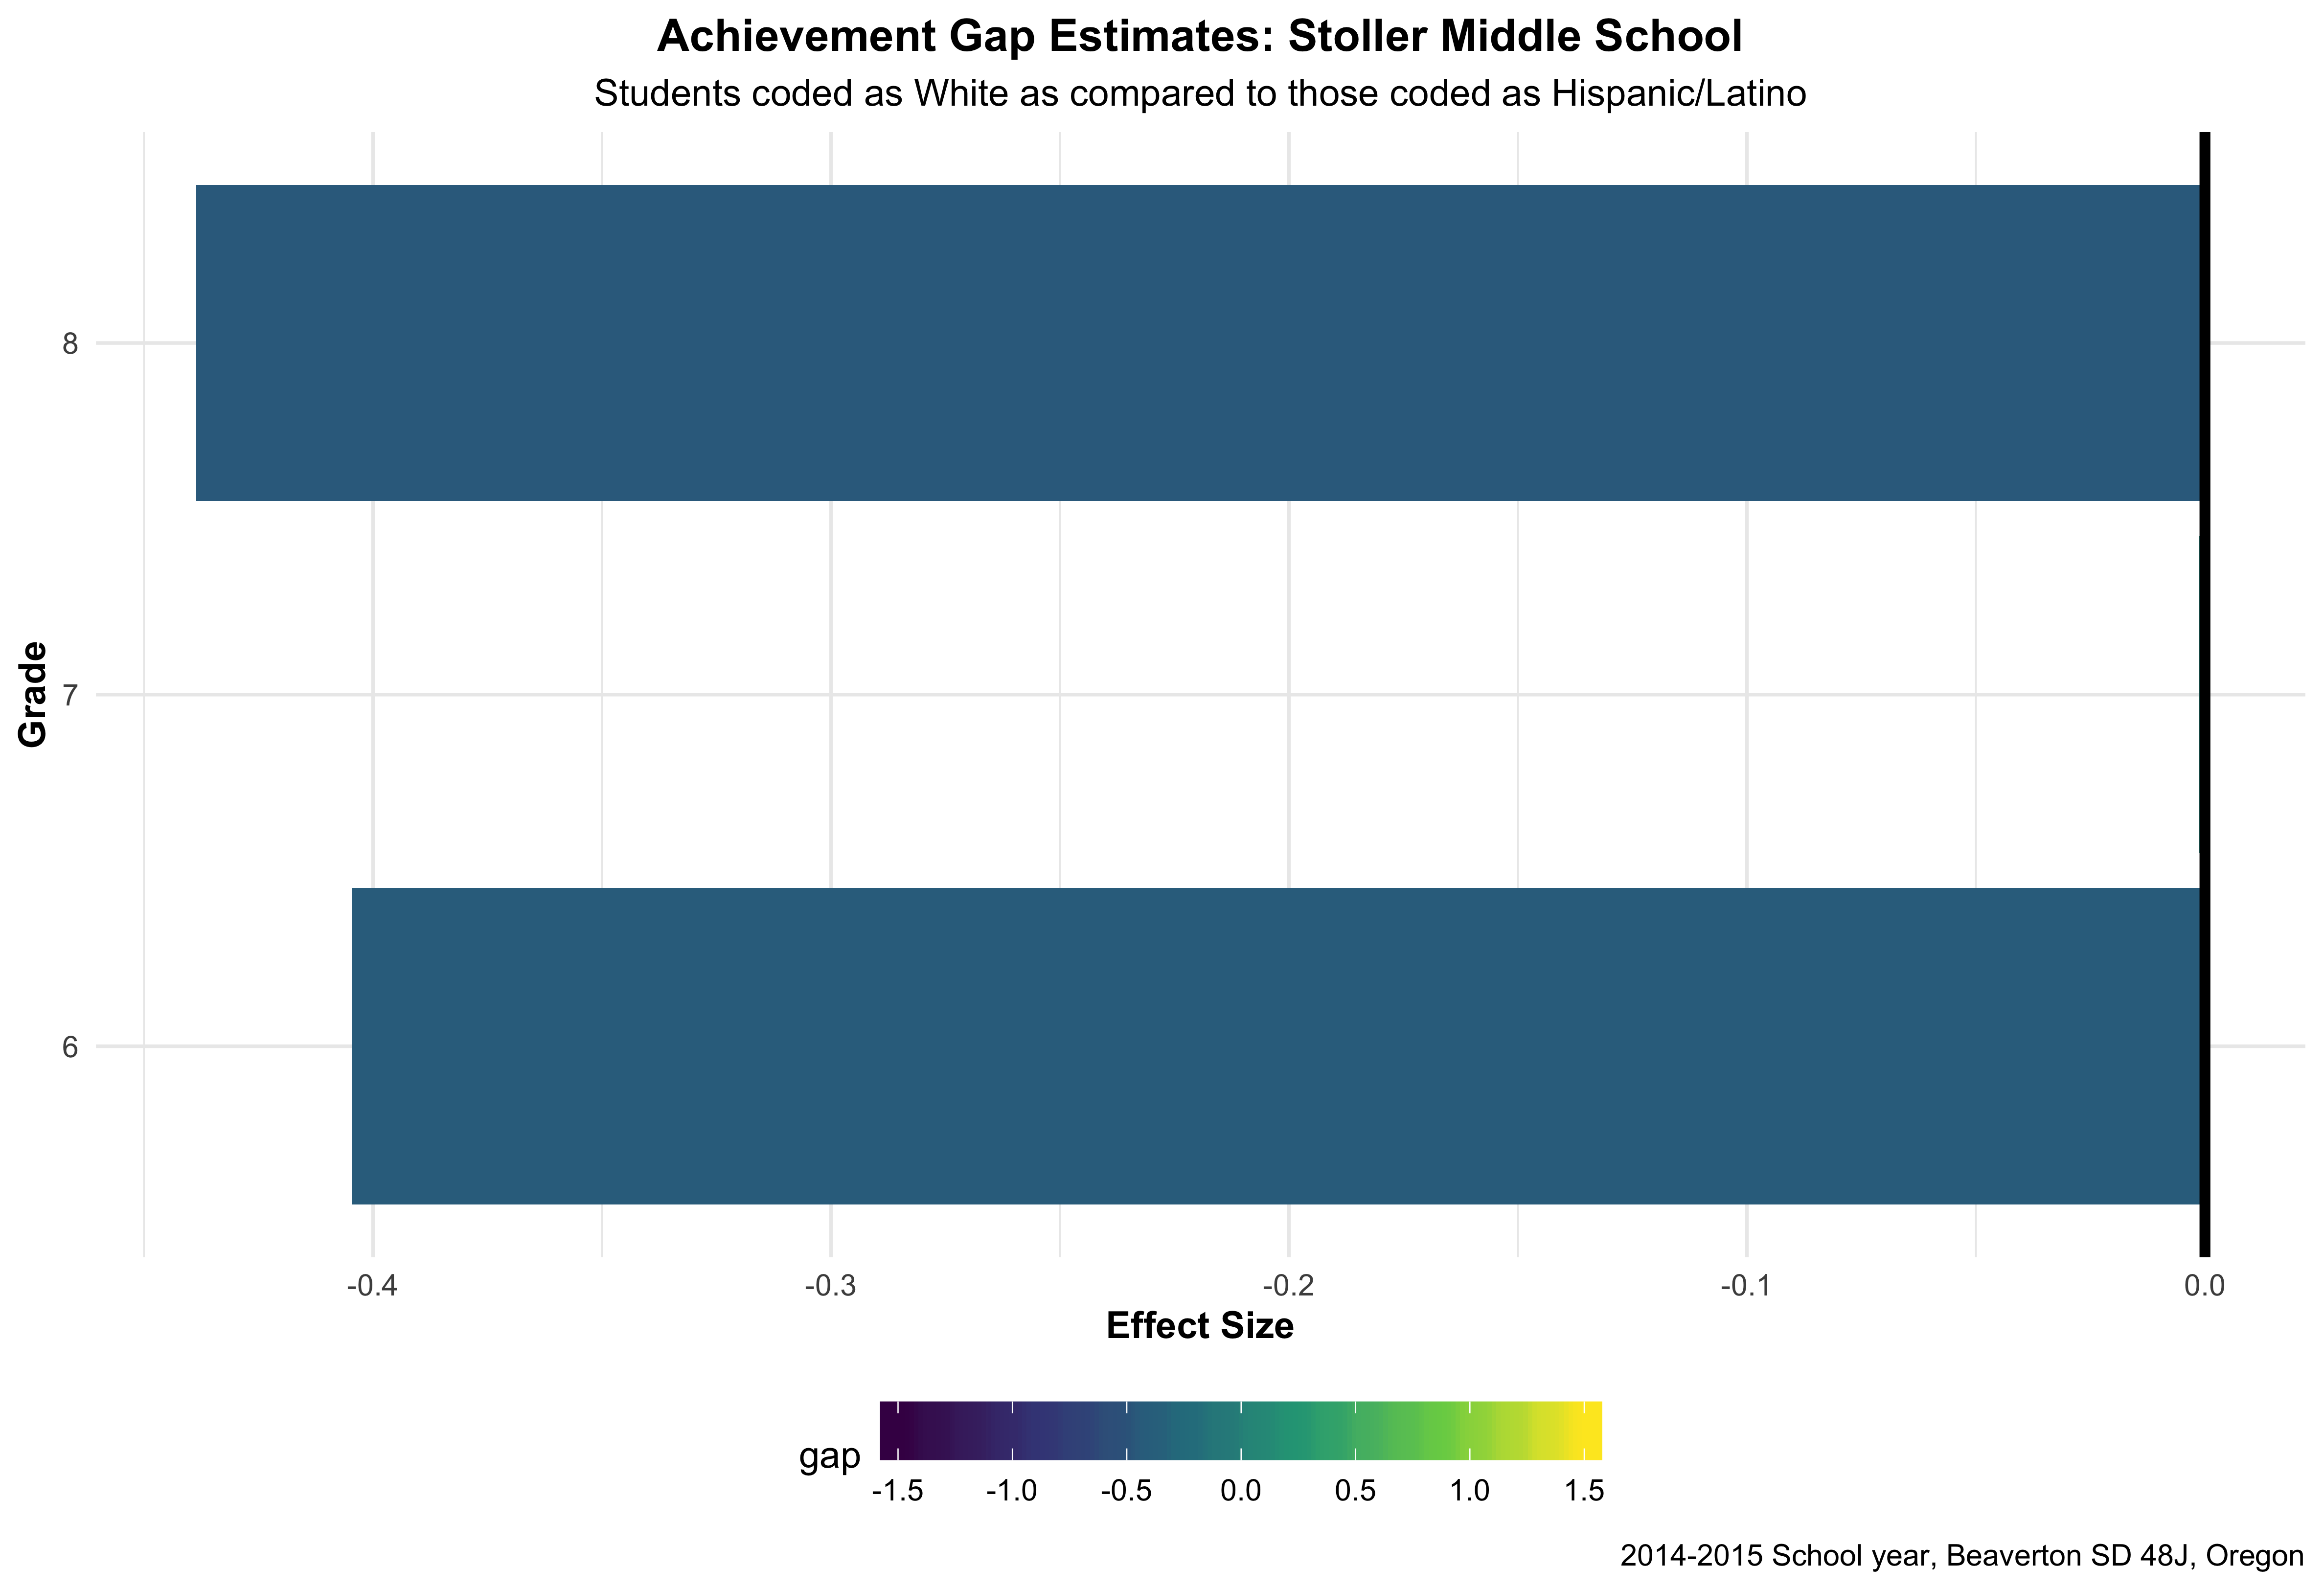 Achievement Gap Estimates: Stoller Middle School
Students coded as White as compared to those coded as Hispanic/Latino
Grade
8
7
6
-0.4 -0.3 -0.2 -0.1 0.0
Effect Size
gap
-1.5 -1.0 -0.5 0.0 0.5 1.0 1.5
2014-2015 School year, Beaverton SD 48J, Oregon